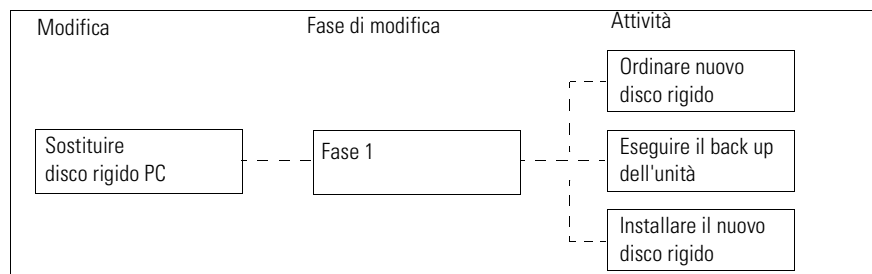 Modifica
Fase di modifica
Attività
Ordinare nuovo
disco rigido
Sostituire
disco rigido PC
Fase 1
Eseguire il back up
dell'unità
Installare il nuovo
disco rigido